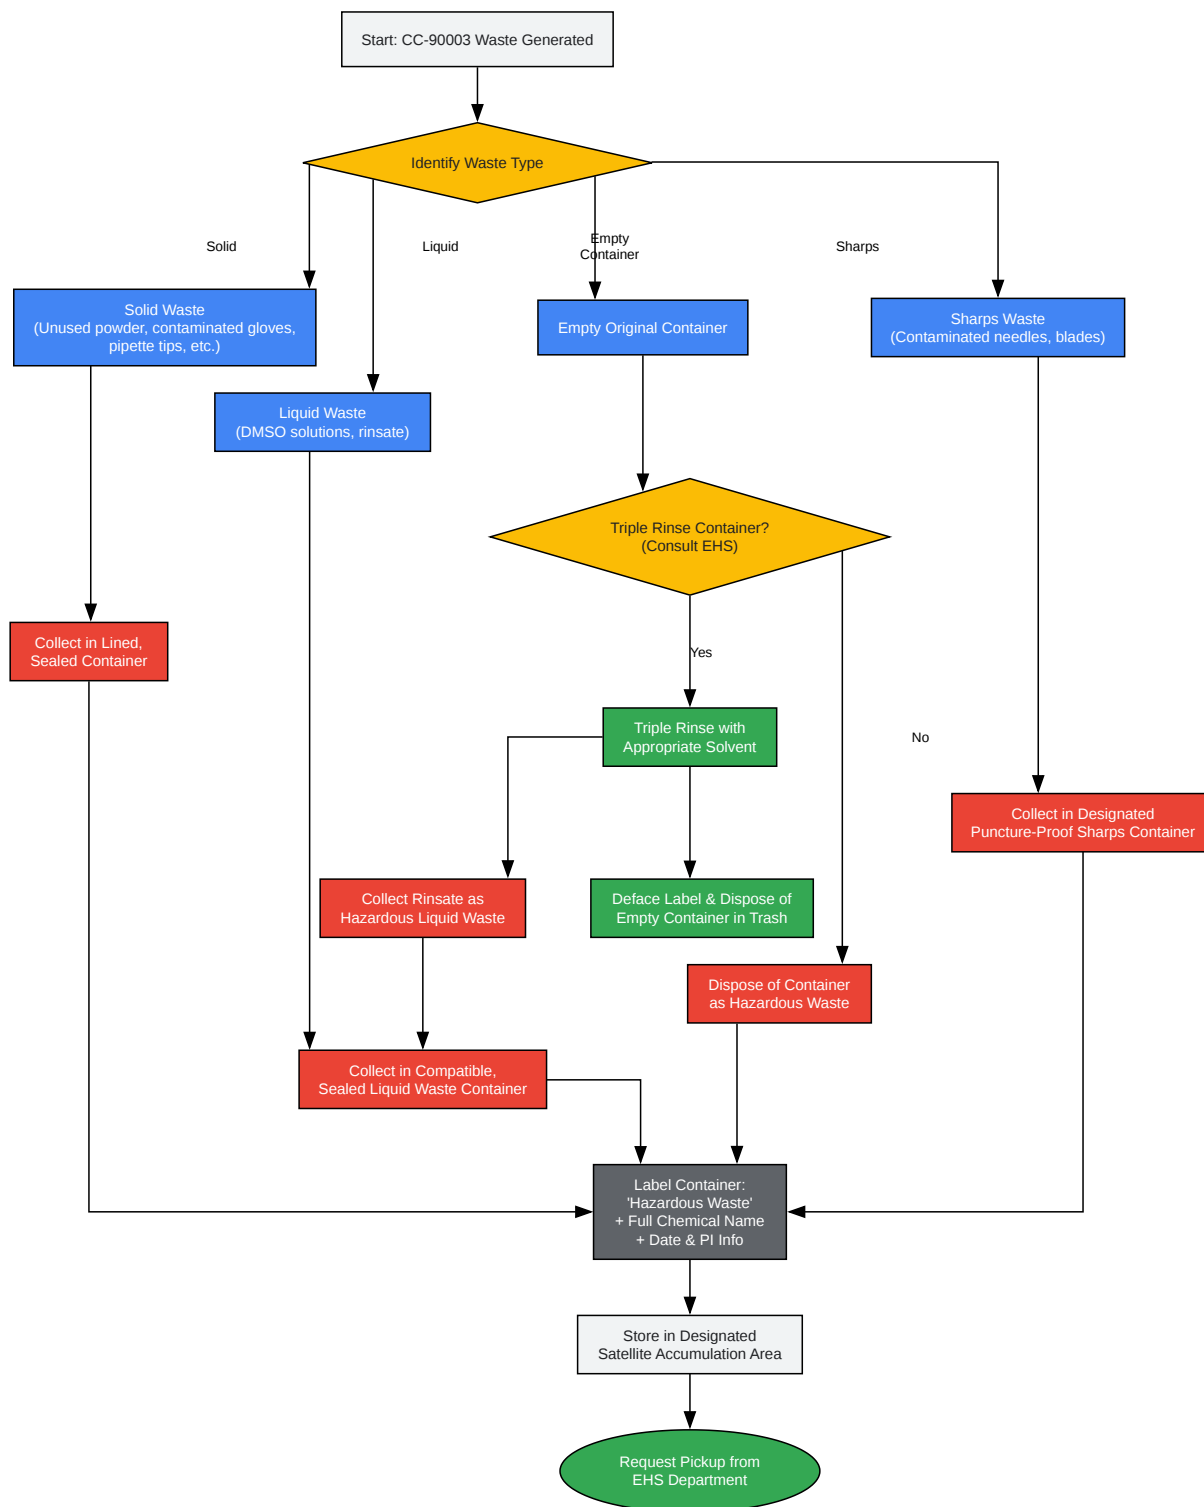 Start: CC-90003 Waste Generated
Identify Waste Type
Solid
Liquid
Empty
Container
Sharps
Solid Waste
(Unused powder, contaminated gloves,
pipette tips, etc.)
Empty Original Container
Sharps Waste
(Contaminated needles, blades)
Liquid Waste
(DMSO solutions, rinsate)
Triple Rinse Container?
(Consult EHS)
Collect in Lined,
Sealed Container
Yes
Triple Rinse with
Appropriate Solvent
No
Collect in Designated
Puncture-Proof Sharps Container
Collect Rinsate as
Hazardous Liquid Waste
Deface Label & Dispose of
Empty Container in Trash
Dispose of Container
as Hazardous Waste
Collect in Compatible,
Sealed Liquid Waste Container
Label Container:
'Hazardous Waste'
+ Full Chemical Name
+ Date & PI Info
Store in Designated
Satellite Accumulation Area
Request Pickup from
EHS Department